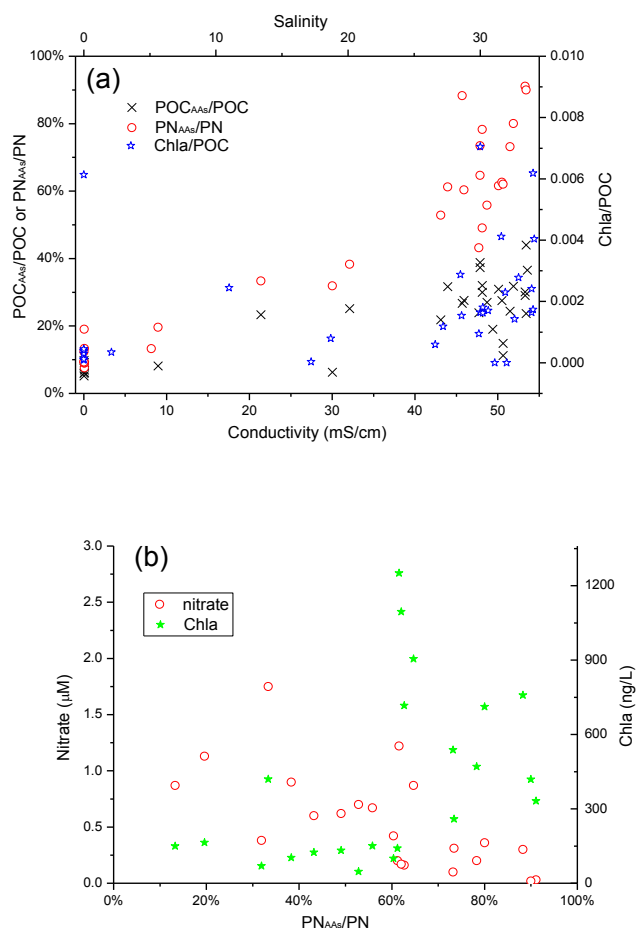 Salinity
0 10 20 30
100%
80%
60%
40%
20%
0%
POCAAs/POC or PNAAs/PN
(a)
POCAAs/POC
PNAAs/PN
Chla/POC
0.010
0.008
0.006
0.004
0.002
0.000
Chla/POC
0 10 20 30 40 50
Conductivity (mS/cm)
3.0
2.5
2.0
1.5
1.0
0.5
0.0
Nitrate (μM)
(b)
nitrate
Chla
1200
900
600
300
0
Chla (ng/L)
0% 20% 40% 60% 80% 100%
PNAAs/PN